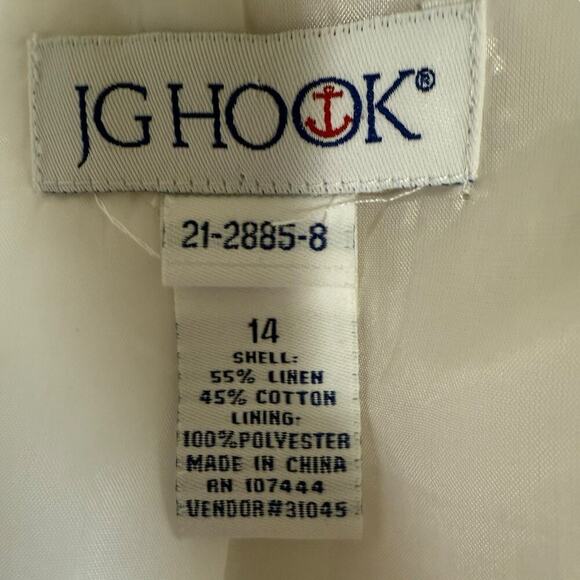 JG HOOK®
21-2885-8
14
SHELL:
55% LINEN
45% COTTON
LINING:
100%POLYESTER
MADE IN CHINA
RN 107444
VENDOR#31045